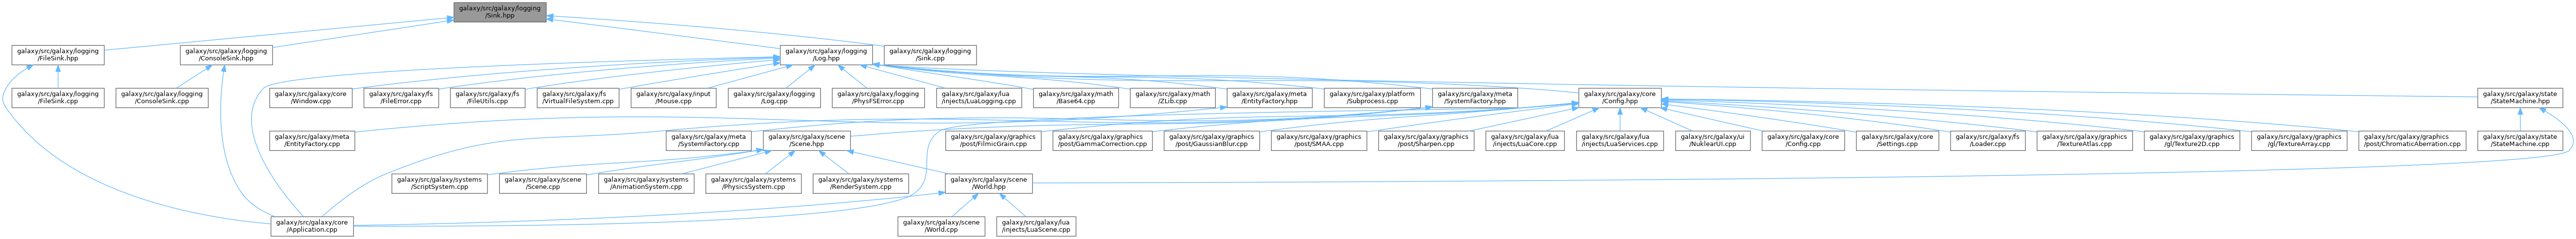 galaxy/src/galaxy/logging
/Sink.hpp
galaxy/src/galaxy/logging
/FileSink.hpp
galaxy/src/galaxy/logging
/ConsoleSink.hpp
galaxy/src/galaxy/logging
/Log.hpp
galaxy/src/galaxy/logging
/Sink.cpp
galaxy/src/galaxy/logging
/FileSink.cpp
galaxy/src/galaxy/logging
/ConsoleSink.cpp
galaxy/src/galaxy/core
/Window.cpp
galaxy/src/galaxy/fs
/FileError.cpp
galaxy/src/galaxy/fs
/FileUtils.cpp
galaxy/src/galaxy/fs
/VirtualFileSystem.cpp
galaxy/src/galaxy/input
/Mouse.cpp
galaxy/src/galaxy/logging
/Log.cpp
galaxy/src/galaxy/logging
/PhysFSError.cpp
galaxy/src/galaxy/lua
/injects/LuaLogging.cpp
galaxy/src/galaxy/math
/Base64.cpp
galaxy/src/galaxy/math
/ZLib.cpp
galaxy/src/galaxy/meta
/EntityFactory.hpp
galaxy/src/galaxy/platform
/Subprocess.cpp
galaxy/src/galaxy/meta
/SystemFactory.hpp
galaxy/src/galaxy/core
/Config.hpp
galaxy/src/galaxy/state
/StateMachine.hpp
galaxy/src/galaxy/meta
/EntityFactory.cpp
galaxy/src/galaxy/meta
/SystemFactory.cpp
galaxy/src/galaxy/scene
/Scene.hpp
galaxy/src/galaxy/graphics
/post/FilmicGrain.cpp
galaxy/src/galaxy/graphics
/post/GammaCorrection.cpp
galaxy/src/galaxy/graphics
/post/GaussianBlur.cpp
galaxy/src/galaxy/graphics
/post/SMAA.cpp
galaxy/src/galaxy/graphics
/post/Sharpen.cpp
galaxy/src/galaxy/lua
/injects/LuaCore.cpp
galaxy/src/galaxy/lua
/injects/LuaServices.cpp
galaxy/src/galaxy/ui
/NuklearUI.cpp
galaxy/src/galaxy/core
/Config.cpp
galaxy/src/galaxy/core
/Settings.cpp
galaxy/src/galaxy/fs
/Loader.cpp
galaxy/src/galaxy/graphics
/TextureAtlas.cpp
galaxy/src/galaxy/graphics
/gl/Texture2D.cpp
galaxy/src/galaxy/graphics
/gl/TextureArray.cpp
galaxy/src/galaxy/graphics
/post/ChromaticAberration.cpp
galaxy/src/galaxy/state
/StateMachine.cpp
galaxy/src/galaxy/systems
/ScriptSystem.cpp
galaxy/src/galaxy/scene
/Scene.cpp
galaxy/src/galaxy/systems
/AnimationSystem.cpp
galaxy/src/galaxy/systems
/PhysicsSystem.cpp
galaxy/src/galaxy/systems
/RenderSystem.cpp
galaxy/src/galaxy/scene
/World.hpp
galaxy/src/galaxy/core
/Application.cpp
galaxy/src/galaxy/scene
/World.cpp
galaxy/src/galaxy/lua
/injects/LuaScene.cpp